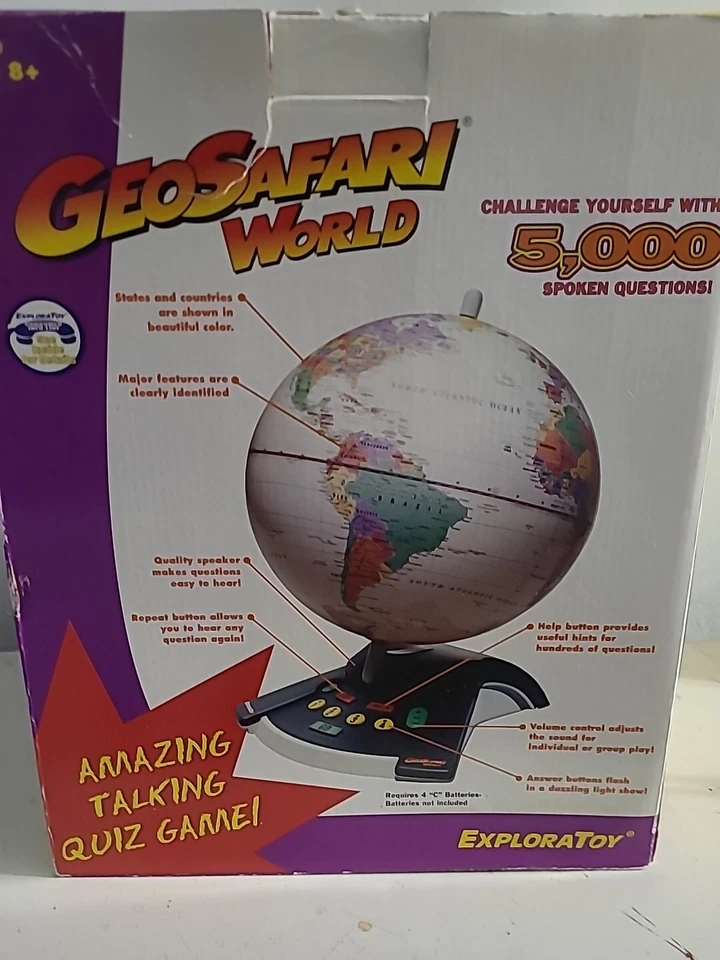 8+
GEOSAFARI®
WORLD
CHALLENGE YOURSELF WITH
5,000
SPOKEN QUESTIONS!
States and countries
are shown in
beautiful color.
EXPLORATOY
Major features are
clearly identified
Quality speaker
makes questions
easy to hear!
Repeat button allows
you to hear any
question again!
Help button provides
useful hints for
hundreds of questions!
Volume control adjusts
the sound for
individual or group play!
Answer buttons flash
in a dazzling light show!
AMAZING
TALKING
QUIZ GAME!
Requires 4 "C" Batteries-
Batteries not included
EXPLORATOY®